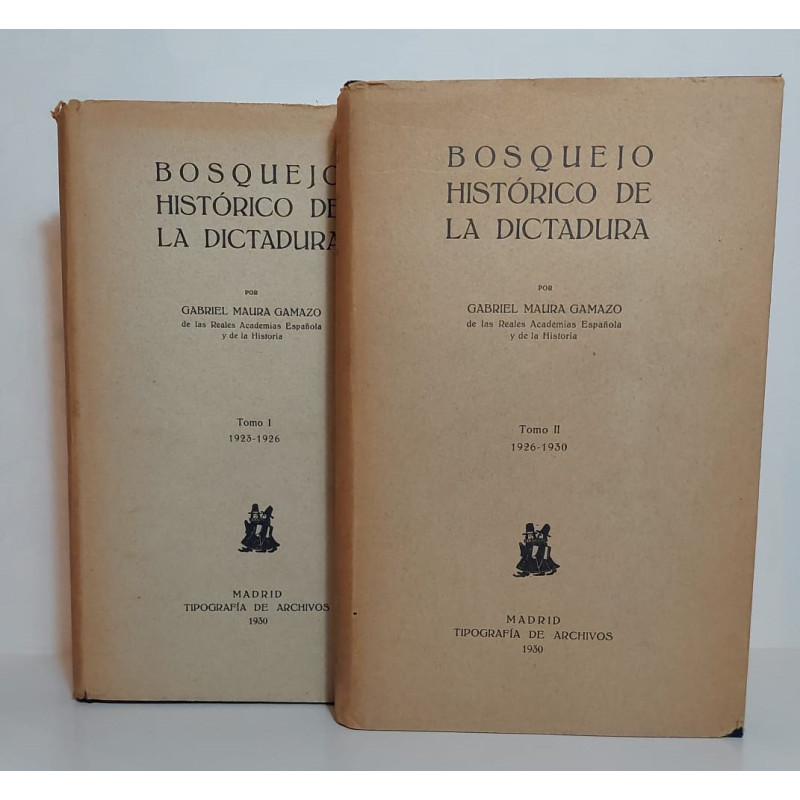 BOSQUEJO
HISTÓRICO DE
LA DICTADURA
POR
GABRIEL MAURA GAMAZO
de las Reales Academias Española
y de la Historia
Tomo I
1923-1926
MADRID
TIPOGRAFÍA DE ARCHIVOS
1930
BOSQUEJO
HISTÓRICO DE
LA DICTADURA
POR
GABRIEL MAURA GAMAZO
de las Reales Academias Española
y de la Historia
Tomo II
1926-1930
MADRID
TIPOGRAFÍA DE ARCHIVOS
1930